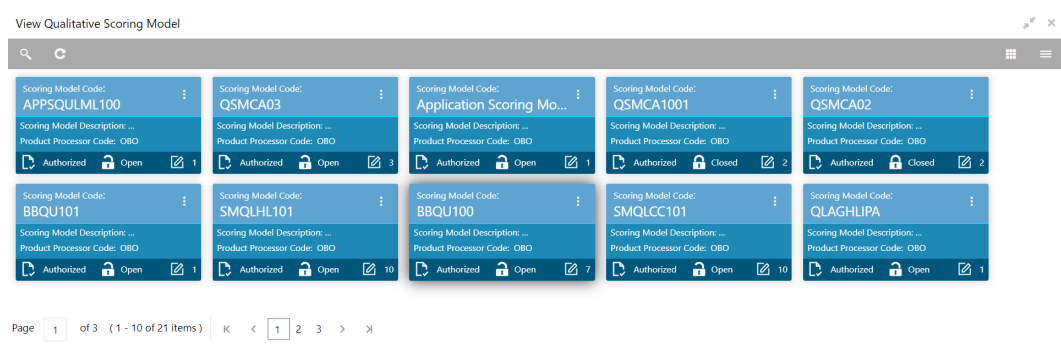 View Qualitative Scoring Model
Scoring Model Code:
APPSQULML100
Scoring Model Description: ...
Product Processor Code: OBO
Authorized Open 1
Scoring Model Code:
QSMCA03
Scoring Model Description: ...
Product Processor Code: OBO
Authorized Open 3
Scoring Model Code:
Application Scoring Mo...
Scoring Model Description: ...
Product Processor Code: OBO
Authorized Open 1
Scoring Model Code:
QSMCA1001
Scoring Model Description: ...
Product Processor Code: OBO
Authorized Closed 2
Scoring Model Code:
QSMCA02
Scoring Model Description: ...
Product Processor Code: OBO
Authorized Closed 2
Scoring Model Code:
BBQU101
Scoring Model Description: ...
Product Processor Code: OBO
Authorized Open 1
Scoring Model Code:
SMQLHL101
Scoring Model Description: ...
Product Processor Code: OBO
Authorized Open 10
Scoring Model Code:
BBQU100
Scoring Model Description: ...
Product Processor Code: OBO
Authorized Open 7
Scoring Model Code:
SMQLCC101
Scoring Model Description: ...
Product Processor Code: OBO
Authorized Open 10
Scoring Model Code:
QLAGHLIPA
Scoring Model Description: ...
Product Processor Code: OBO
Authorized Open 1
Page 1 of 3 ( 1 - 10 of 21 items ) 1 2 3